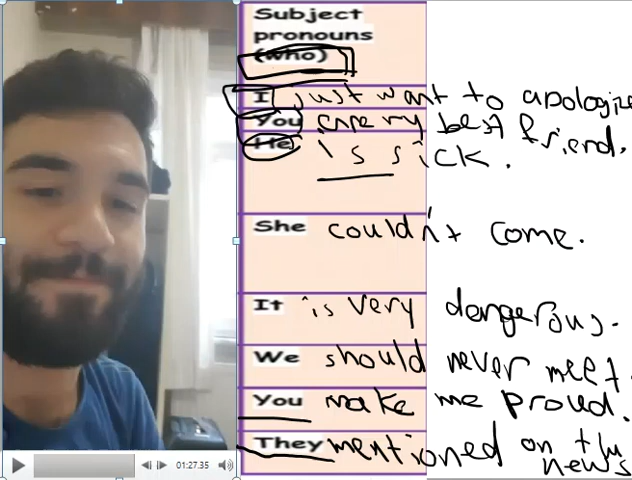 Subject
pronouns
(who)
I just want to apologize
You are my best friend.
He is sick.
She couldn't come.
It is very dangerous.
We should never meet.
You make me proud.
They mentioned on the
news
01:27.35